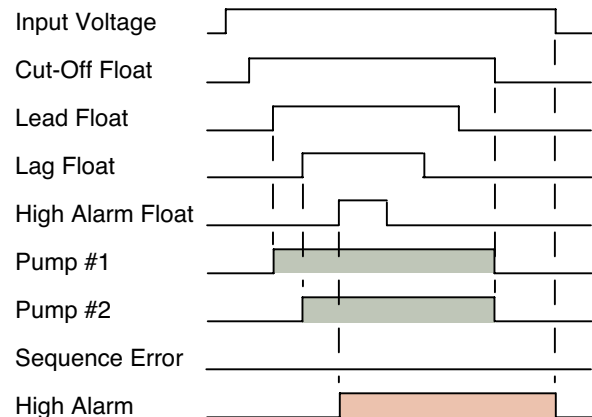 Input Voltage
Cut-Off Float
Lead Float
Lag Float
High Alarm Float
Pump #1
Pump #2
Sequence Error
High Alarm